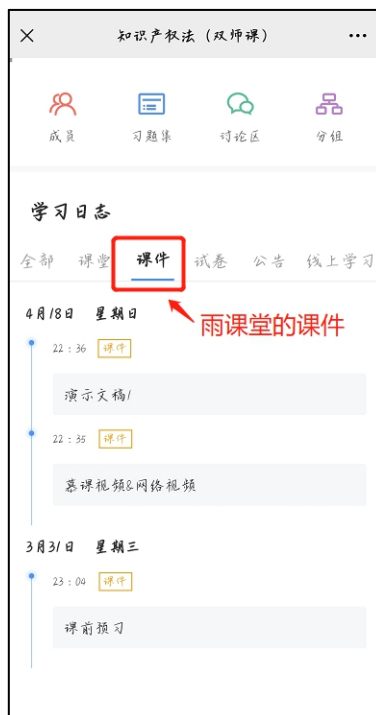 知识产权法（双师课）
成员 习题集 讨论区 分组
学习日志
全部 课堂 课件 试卷 公告 线上学习
4月18日 星期日
雨课堂的课件
22：36 课件
演示文稿1
22：35 课件
慕课视频&网络视频
3月31日 星期三
23：04 课件
课前预习